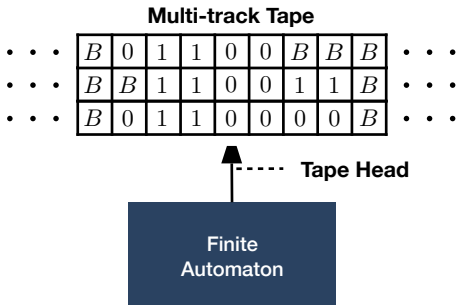 Multi-track Tape
· · · B 0 1 1 0 0 B B B · · ·
· · · B B 1 1 0 0 1 1 B · · ·
· · · B 0 1 1 0 0 0 0 B · · ·
Tape Head
Finite
Automaton